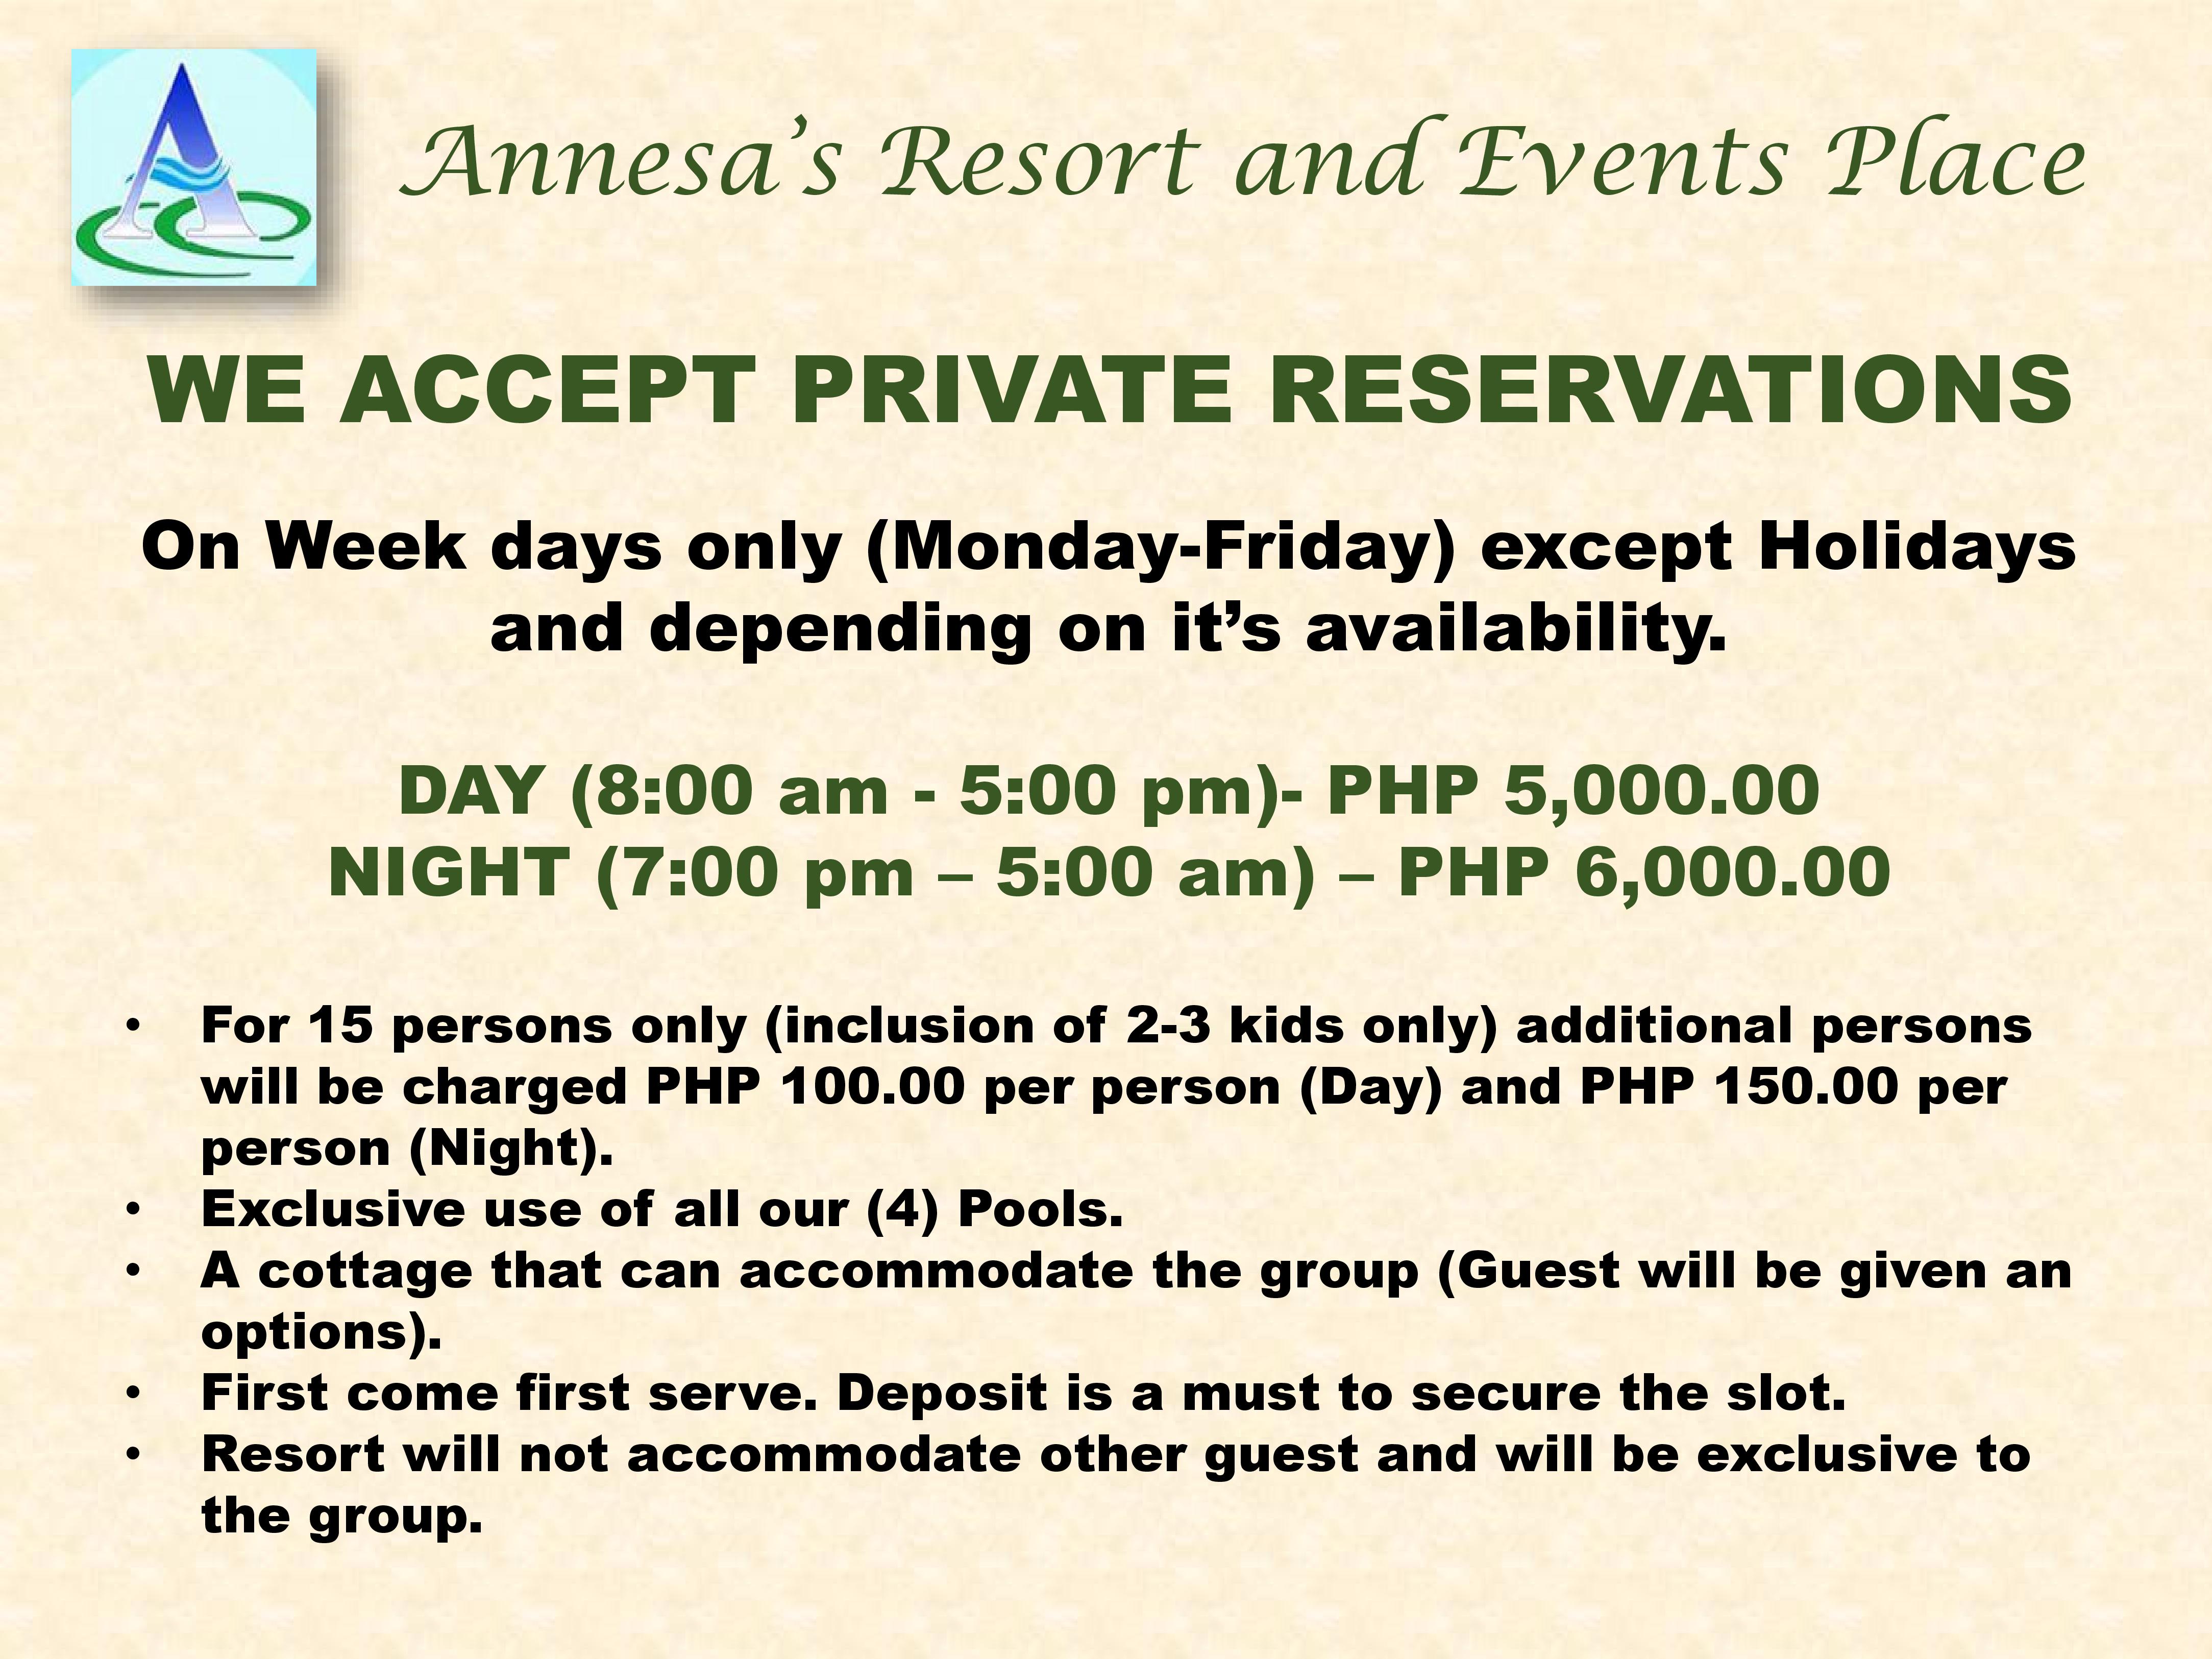 Annesa’s Resort and Events Place
WE ACCEPT PRIVATE RESERVATIONS
On Week days only (Monday-Friday) except Holidays
and depending on it’s availability.
DAY (8:00 am - 5:00 pm)- PHP 5,000.00
NIGHT (7:00 pm – 5:00 am) – PHP 6,000.00
• For 15 persons only (inclusion of 2-3 kids only) additional persons
will be charged PHP 100.00 per person (Day) and PHP 150.00 per
person (Night).
• Exclusive use of all our (4) Pools.
• A cottage that can accommodate the group (Guest will be given an
options).
• First come first serve. Deposit is a must to secure the slot.
• Resort will not accommodate other guest and will be exclusive to
the group.